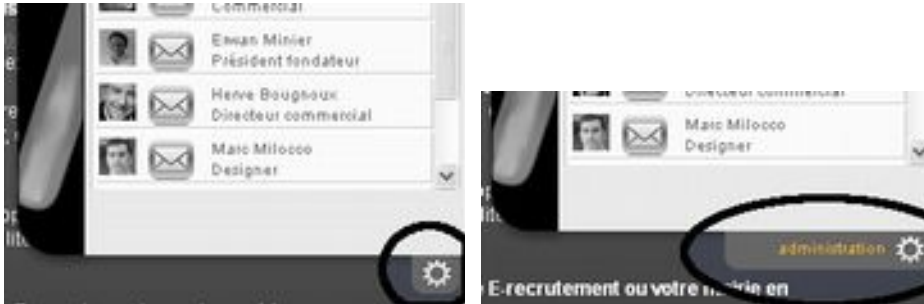 Commercial
Erwan Minier
Président fondateur
Herve Bougnoux
Directeur commercial
Marc Milocco
Designer
Directeur commercial
Marc Milocco
Designer
administration
E-recrutement ou votre mairie en